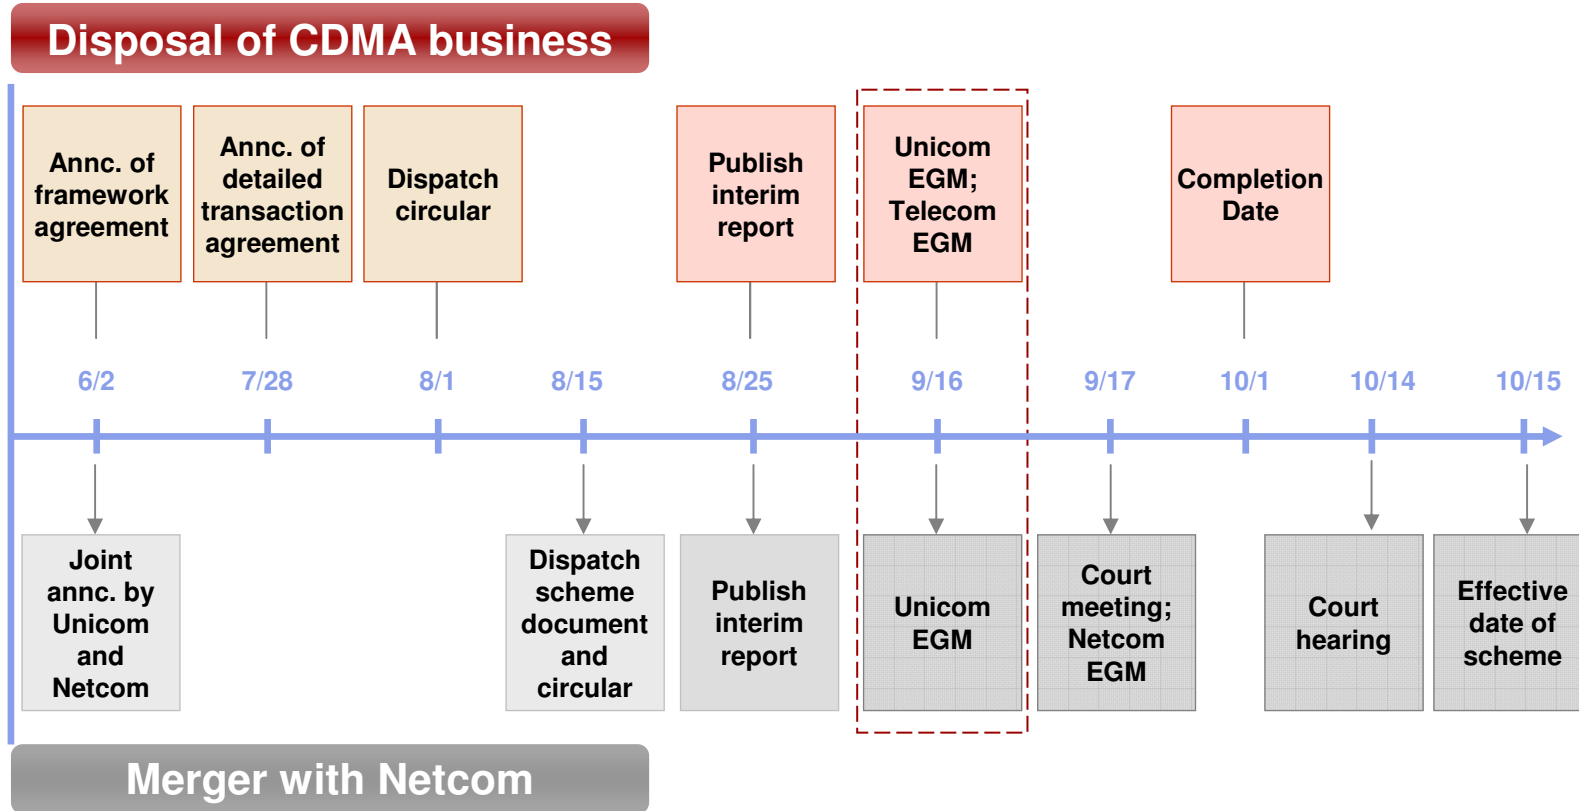 Disposal of CDMA business
Annc. of
framework
agreement
Annc. of
detailed
transaction
agreement
Dispatch
circular
Publish
interim
report
Unicom
EGM;
Telecom
EGM
Completion
Date
6/2
7/28
8/1
8/15
8/25
9/16
9/17
10/1
10/14
10/15
Joint
annc. by
Unicom
and
Netcom
Dispatch
scheme
document
and
circular
Publish
interim
report
Unicom
EGM
Court
meeting;
Netcom
EGM
Court
hearing
Effective
date of
scheme
Merger with Netcom